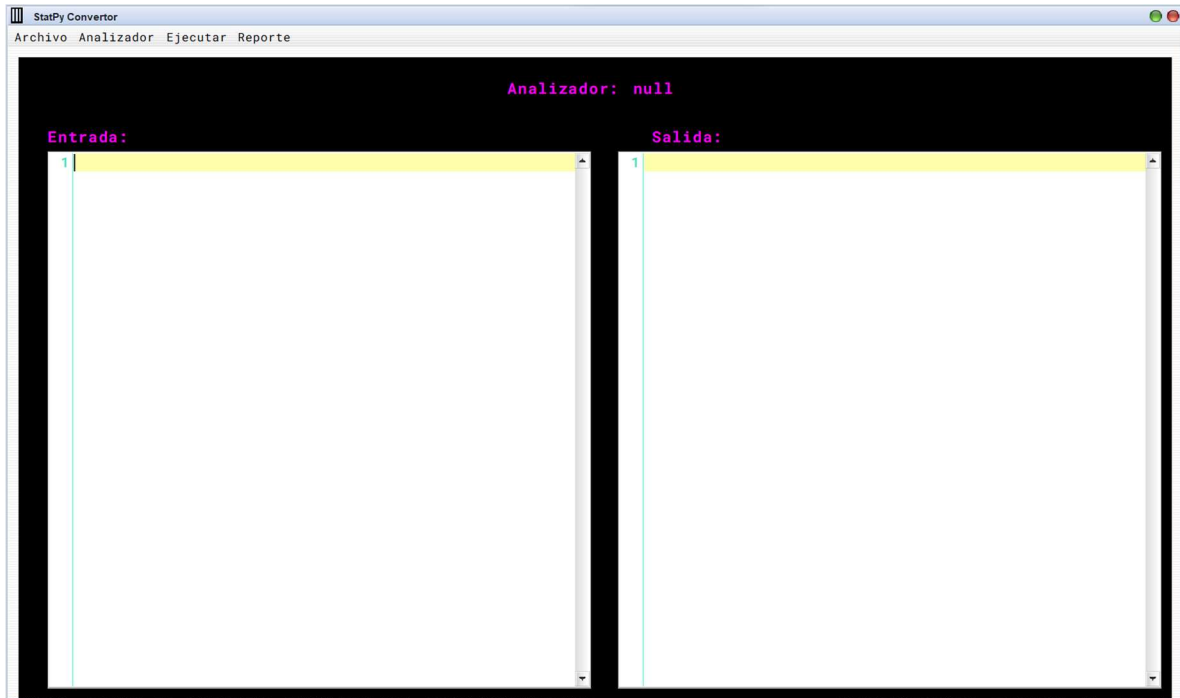 StatPy Convertor
Archivo Analizador Ejecutar Reporte
Analizador: null
Entrada:
Salida:
1
1